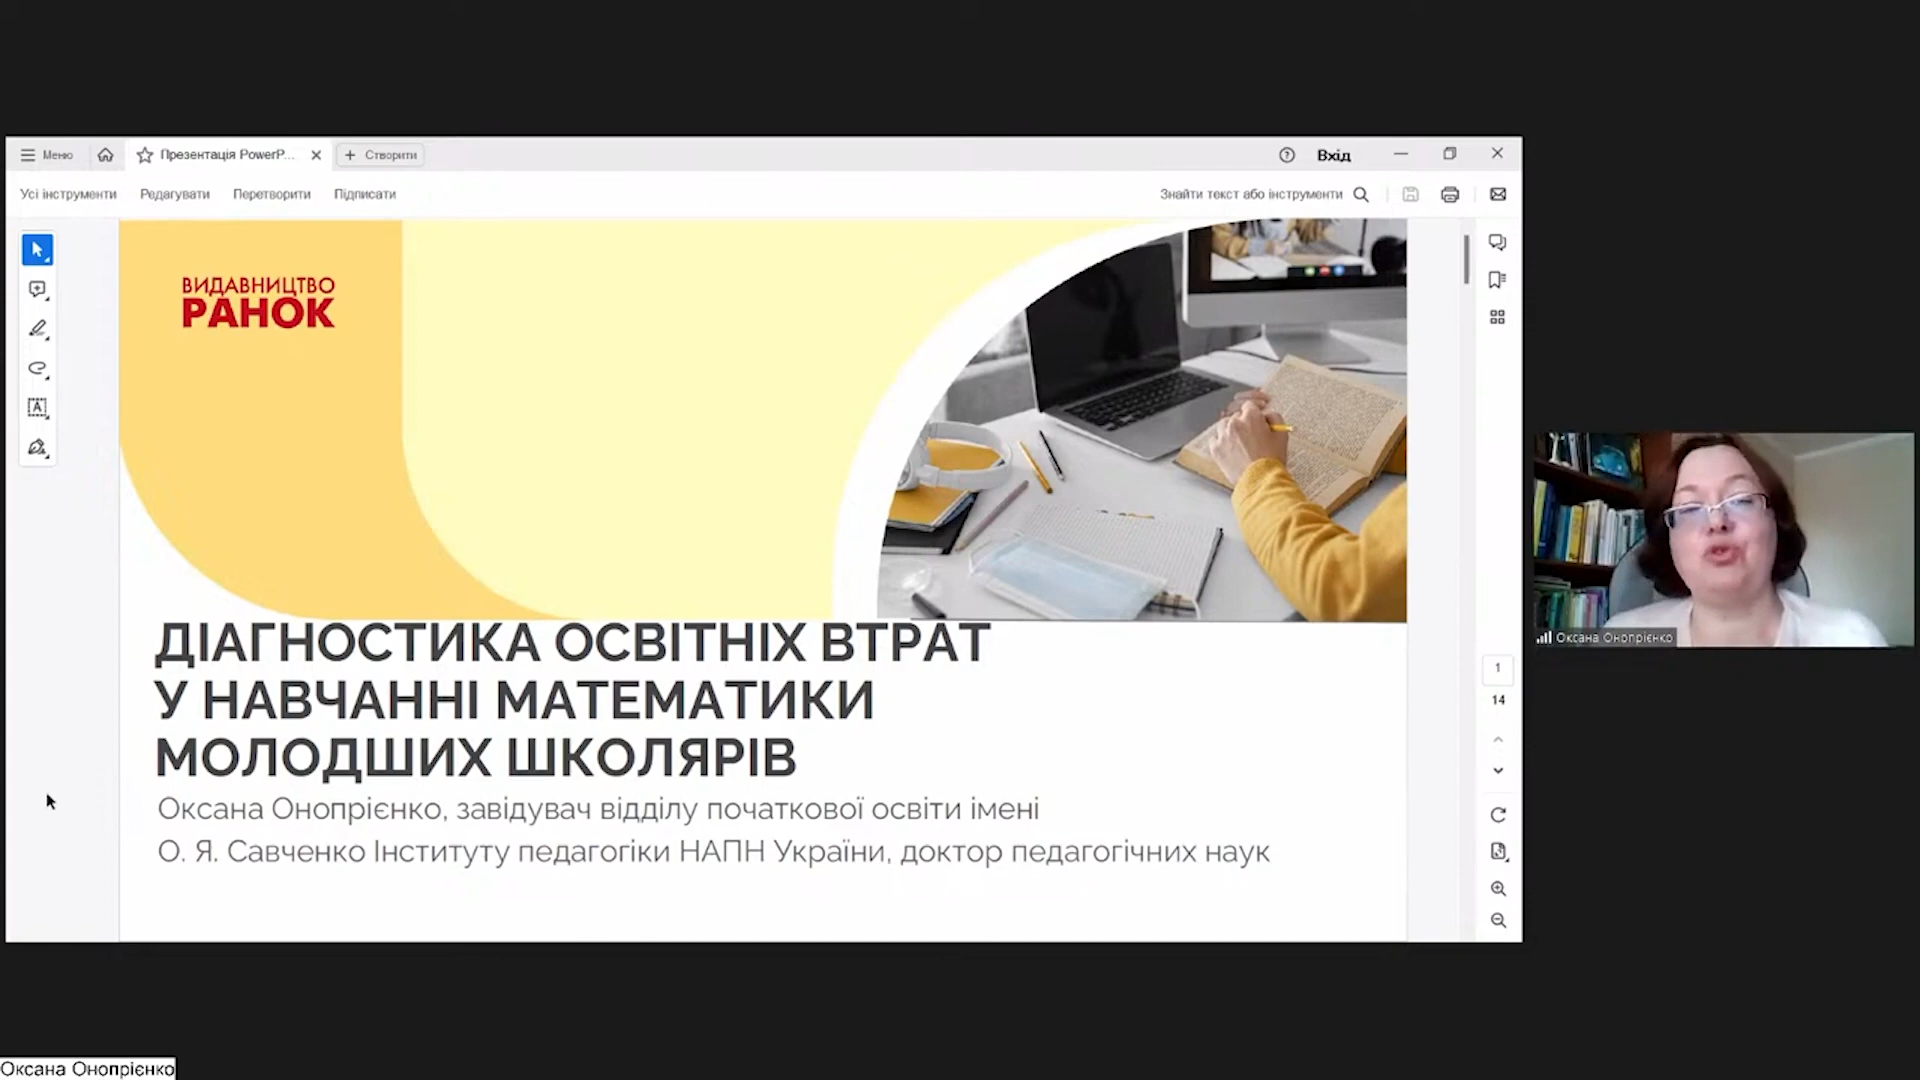 Меню
Презентація PowerP...
Створити
Вхід
Усі інструменти
Редагувати
Перетворити
Підписати
Знайти текст або інструменти
ВИДАВНИЦТВО
РАНОК
ДІАГНОСТИКА ОСВІТНІХ ВТРАТ
У НАВЧАННІ МАТЕМАТИКИ
МОЛОДШИХ ШКОЛЯРІВ
Оксана Онопрієнко, завідувач відділу початкової освіти імені
О. Я. Савченко Інституту педагогіки НАПН України, доктор педагогічних наук
1
14
Оксана Онопрієнко
Оксана Онопрієнко